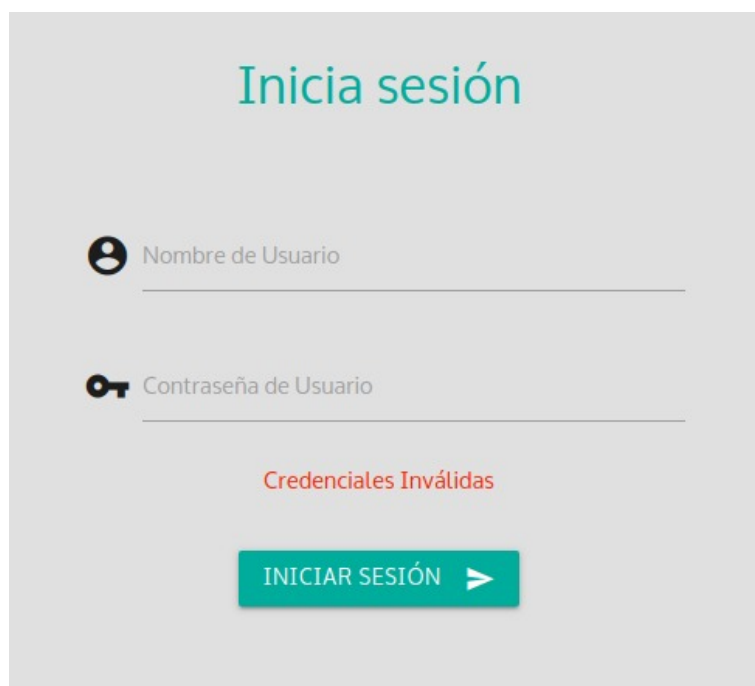 Inicia sesión
Nombre de Usuario
Contraseña de Usuario
Credenciales Inválidas
INICIAR SESIÓN